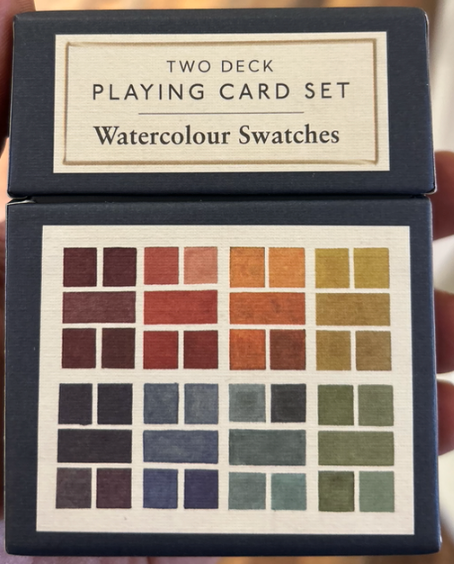 TWO DECK
PLAYING CARD SET
Watercolour Swatches